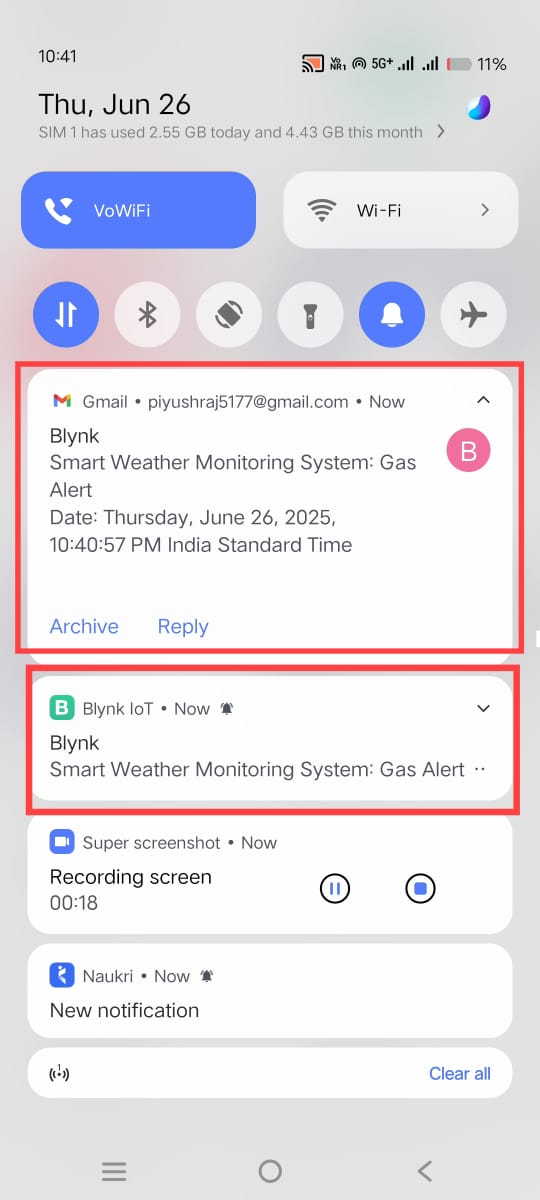 10:41
Vo NR1 5G+ 11%
Thu, Jun 26
SIM 1 has used 2.55 GB today and 4.43 GB this month
VoWiFi
Wi-Fi
Gmail • piyushraj5177@gmail.com • Now
Blynk
B
Smart Weather Monitoring System: Gas
Alert
Date: Thursday, June 26, 2025,
10:40:57 PM India Standard Time
Archive Reply
B Blynk IoT • Now
Blynk
Smart Weather Monitoring System: Gas Alert ··
Super screenshot • Now
Recording screen
00:18
Naukri • Now
New notification
Clear all